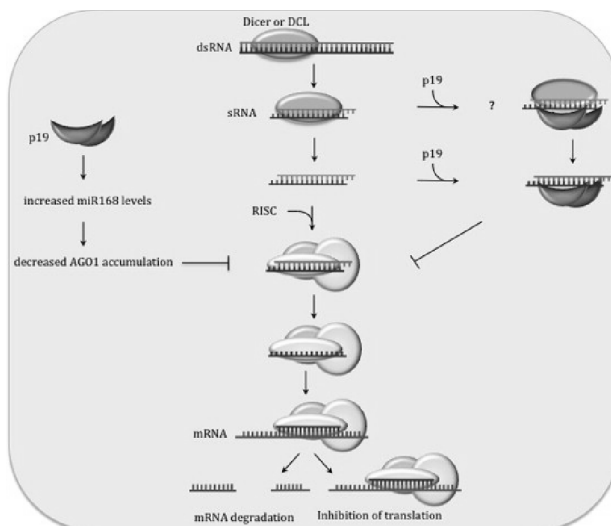 Dicer or DCL
dsRNA
p19
sRNA
?
p19
p19
increased miR168 levels
RISC
decreased AGO1 accumulation
mRNA
mRNA degradation
Inhibition of translation